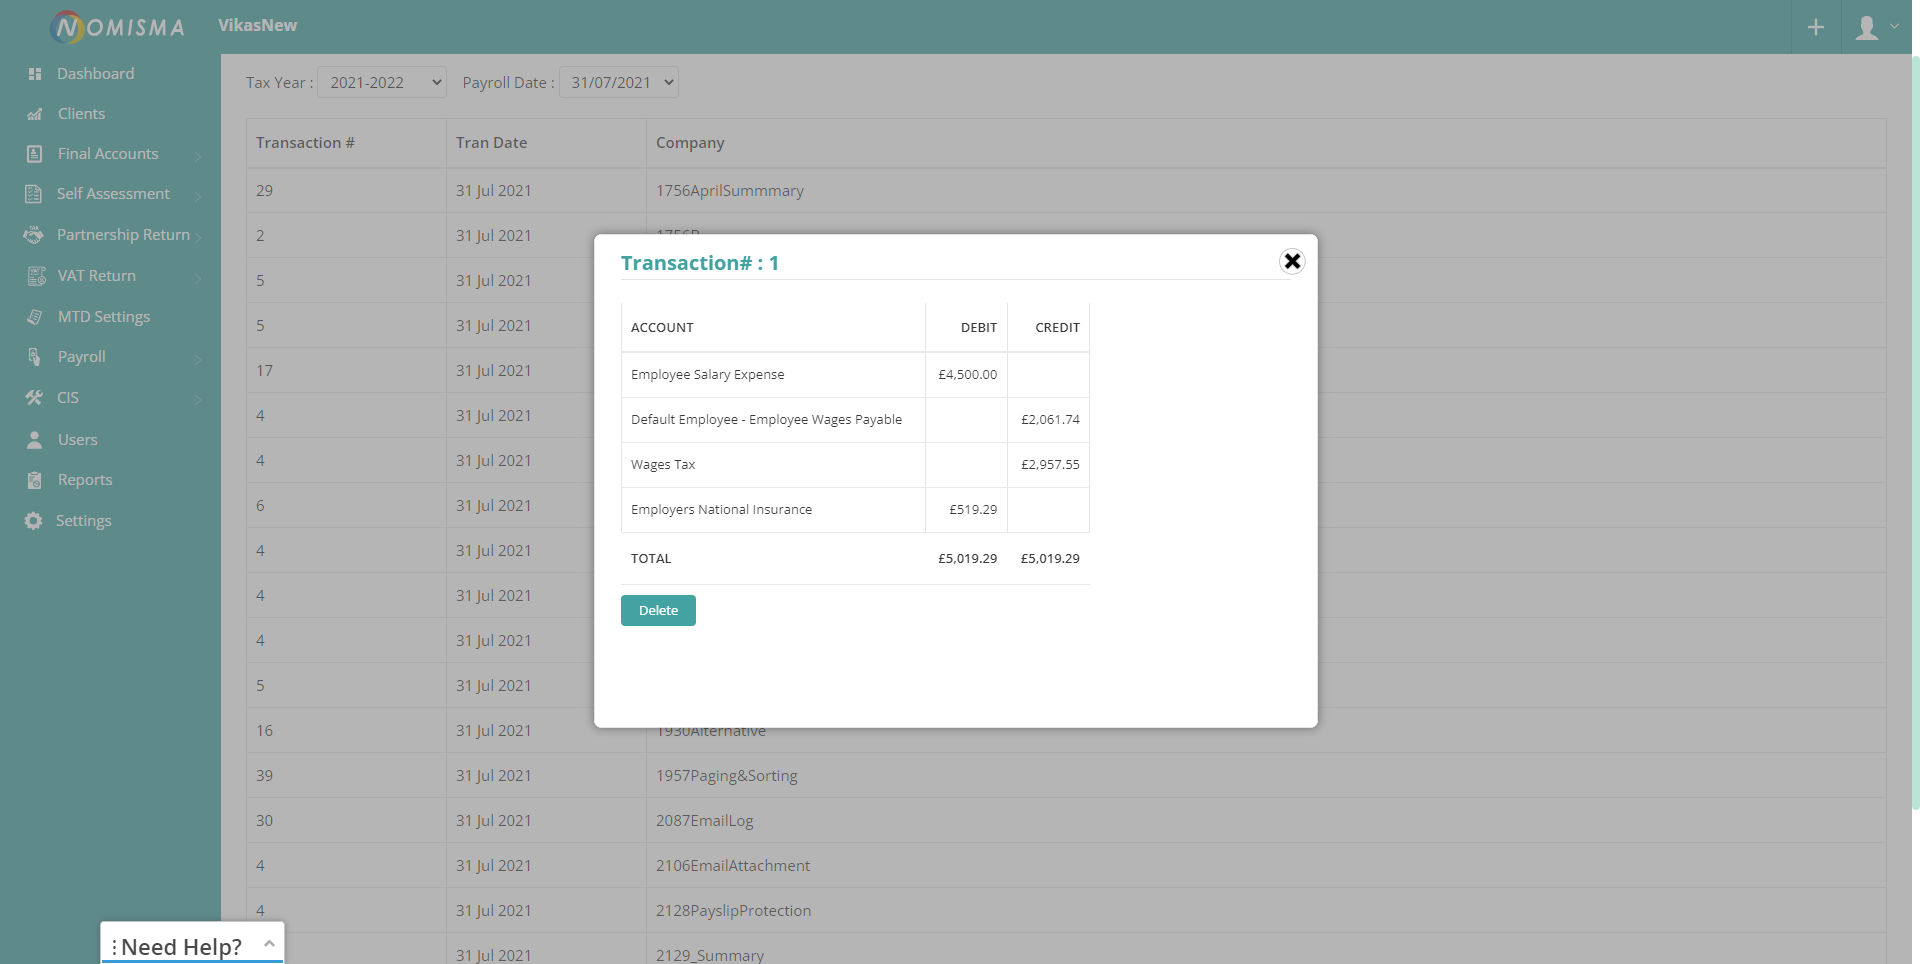 NOMISMA
VikasNew
Dashboard
Clients
Final Accounts
Self Assessment
Partnership Return
VAT Return
MTD Settings
Payroll
CIS
Users
Reports
Settings
Tax Year : 2021-2022 Payroll Date : 31/07/2021
Transaction # Tran Date Company
29 31 Jul 2021 1756AprilSummmary
2 31 Jul 2021
5 31 Jul 2021
5 31 Jul 2021
17 31 Jul 2021
4 31 Jul 2021
4 31 Jul 2021
6 31 Jul 2021
4 31 Jul 2021
4 31 Jul 2021
4 31 Jul 2021
5 31 Jul 2021
16 31 Jul 2021 1930Alternative
39 31 Jul 2021 1957Paging&Sorting
30 31 Jul 2021 2087EmailLog
4 31 Jul 2021 2106EmailAttachment
4 31 Jul 2021 2128PayslipProtection
31 Jul 2021 2129_Summary
Transaction# : 1
ACCOUNT DEBIT CREDIT
Employee Salary Expense £4,500.00
Default Employee - Employee Wages Payable £2,061.74
Wages Tax £2,957.55
Employers National Insurance £519.29
TOTAL £5,019.29 £5,019.29
Delete
Need Help?